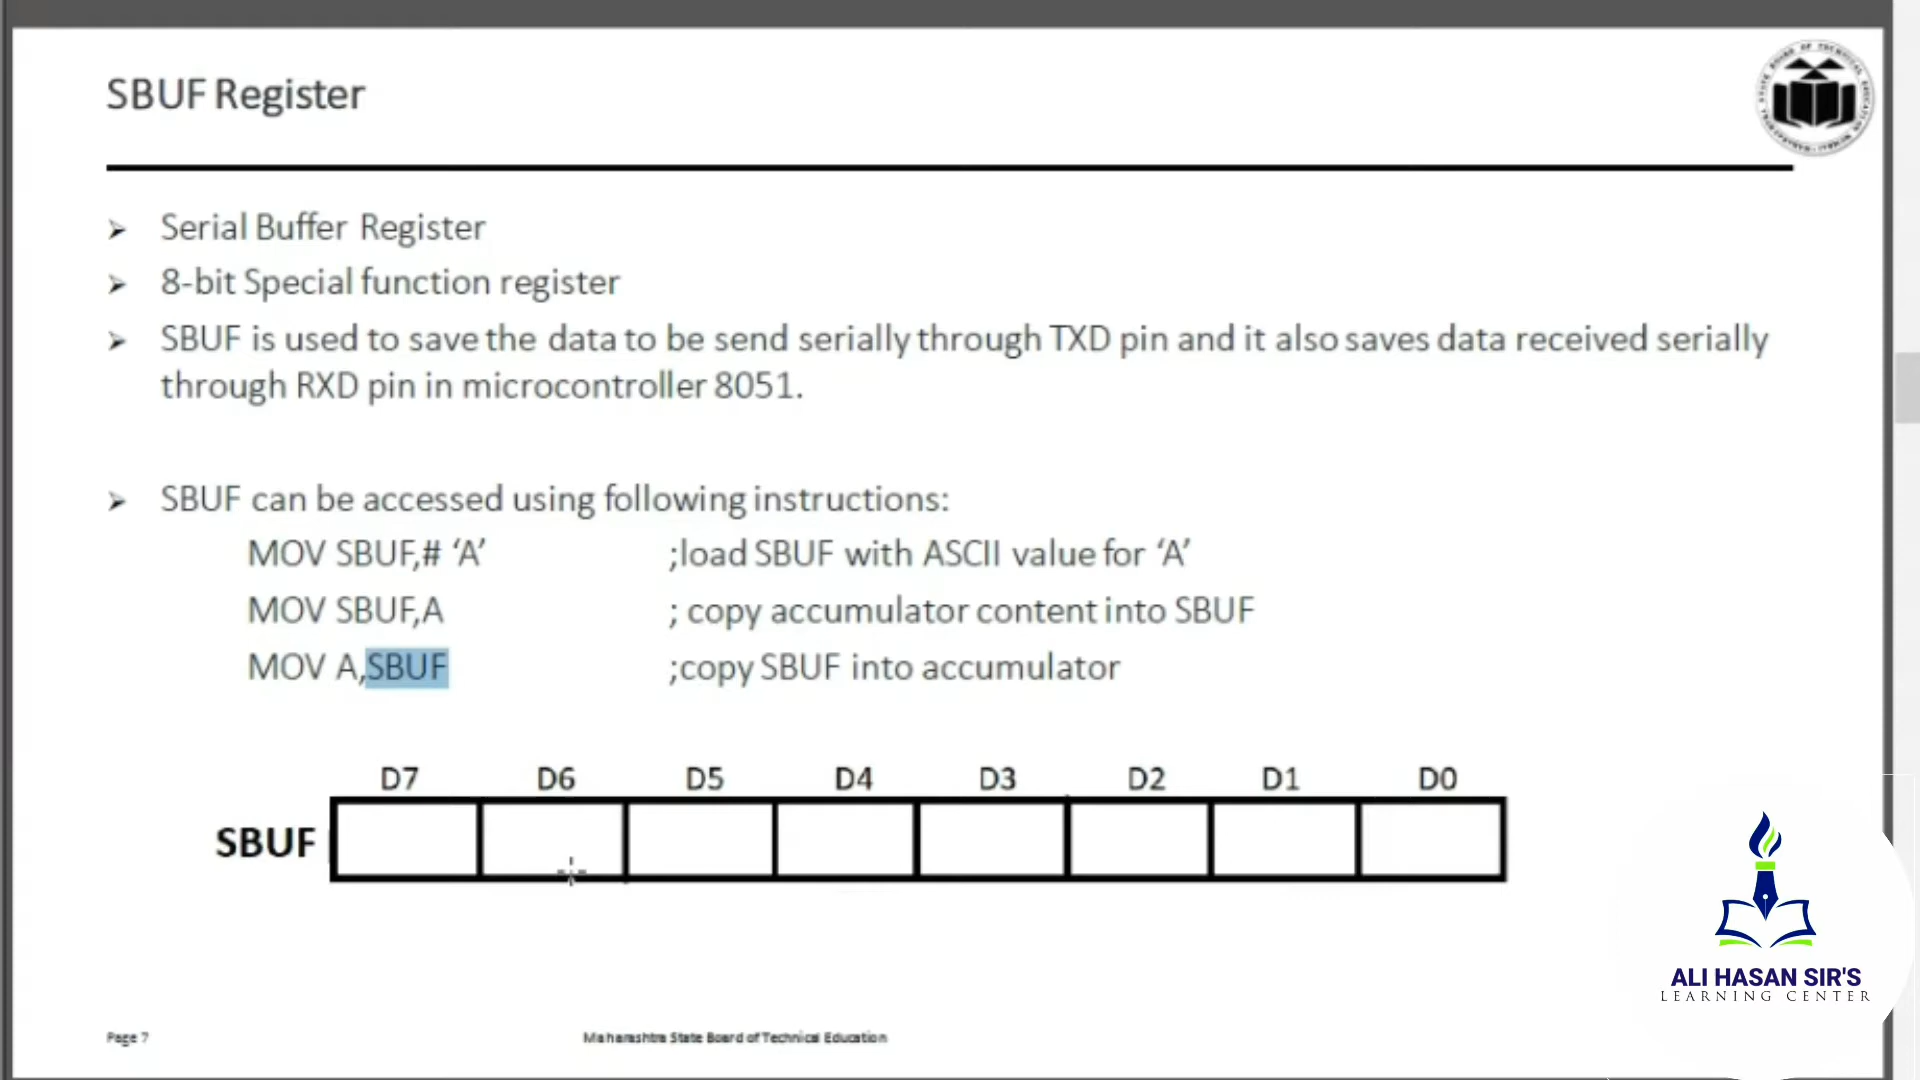 SBUF Register
➢ Serial Buffer Register
➢ 8-bit Special function register
➢ SBUF is used to save the data to be send serially through TXD pin and it also saves data received serially
through RXD pin in microcontroller 8051.
➢ SBUF can be accessed using following instructions:
MOV SBUF,# ‘A’ ;load SBUF with ASCII value for ‘A’
MOV SBUF,A ; copy accumulator content into SBUF
MOV A,SBUF ;copy SBUF into accumulator
D7 D6 D5 D4 D3 D2 D1 D0
SBUF
ALI HASAN SIR'S
LEARNING CENTER
Page 7 Maharashtra State Board of Technical Education